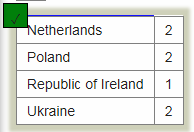 Netherlands 2
Poland 2
Republic of Ireland 1
Ukraine 2